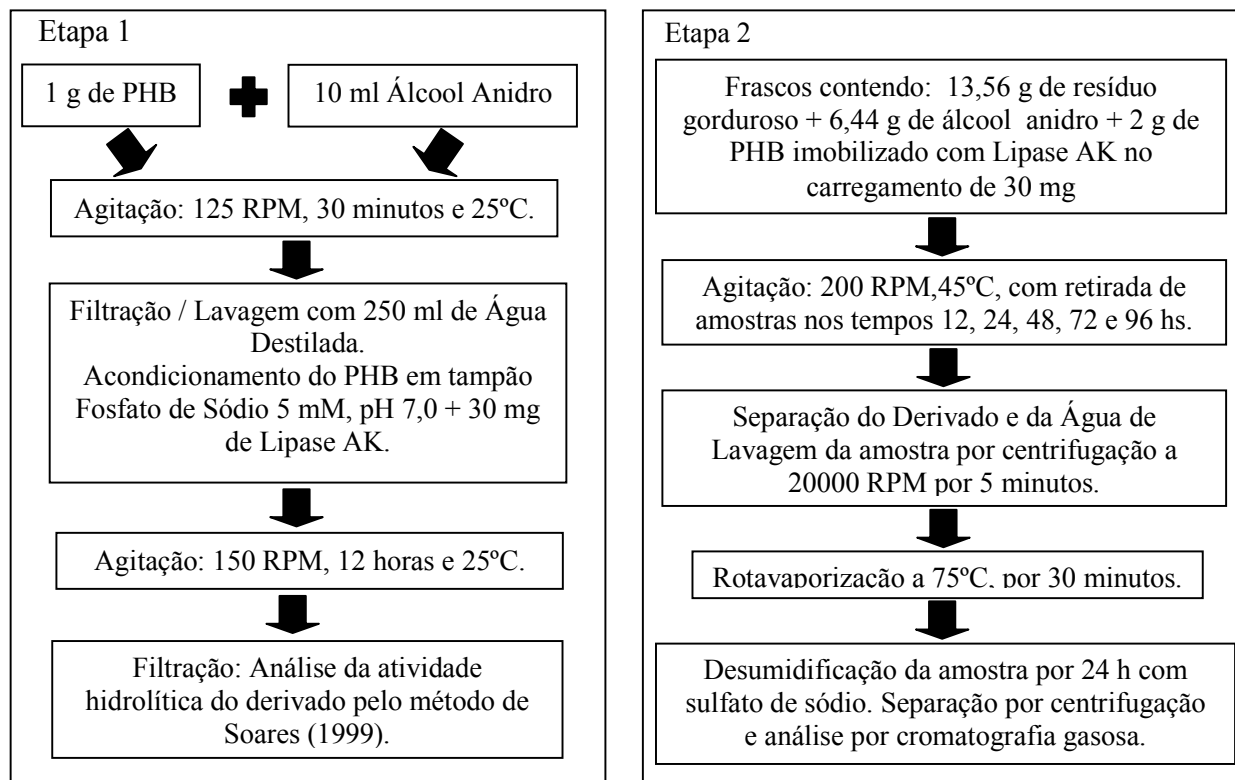 Etapa 1
1 g de PHB
10 ml Álcool Anidro
Agitação: 125 RPM, 30 minutos e 25ºC.
Filtração / Lavagem com 250 ml de Água
Destilada.
Acondicionamento do PHB em tampão
Fosfato de Sódio 5 mM, pH 7,0 + 30 mg
de Lipase AK.
Agitação: 150 RPM, 12 horas e 25ºC.
Filtração: Análise da atividade
hidrolítica do derivado pelo método de
Soares (1999).
Etapa 2
Frascos contendo: 13,56 g de resíduo
gorduroso + 6,44 g de álcool anidro + 2 g de
PHB imobilizado com Lipase AK no
carregamento de 30 mg
Agitação: 200 RPM,45ºC, com retirada de
amostras nos tempos 12, 24, 48, 72 e 96 hs.
Separação do Derivado e da Água de
Lavagem da amostra por centrifugação a
20000 RPM por 5 minutos.
Rotavaporização a 75ºC, por 30 minutos.
Desumidificação da amostra por 24 h com
sulfato de sódio. Separação por centrifugação
e análise por cromatografia gasosa.